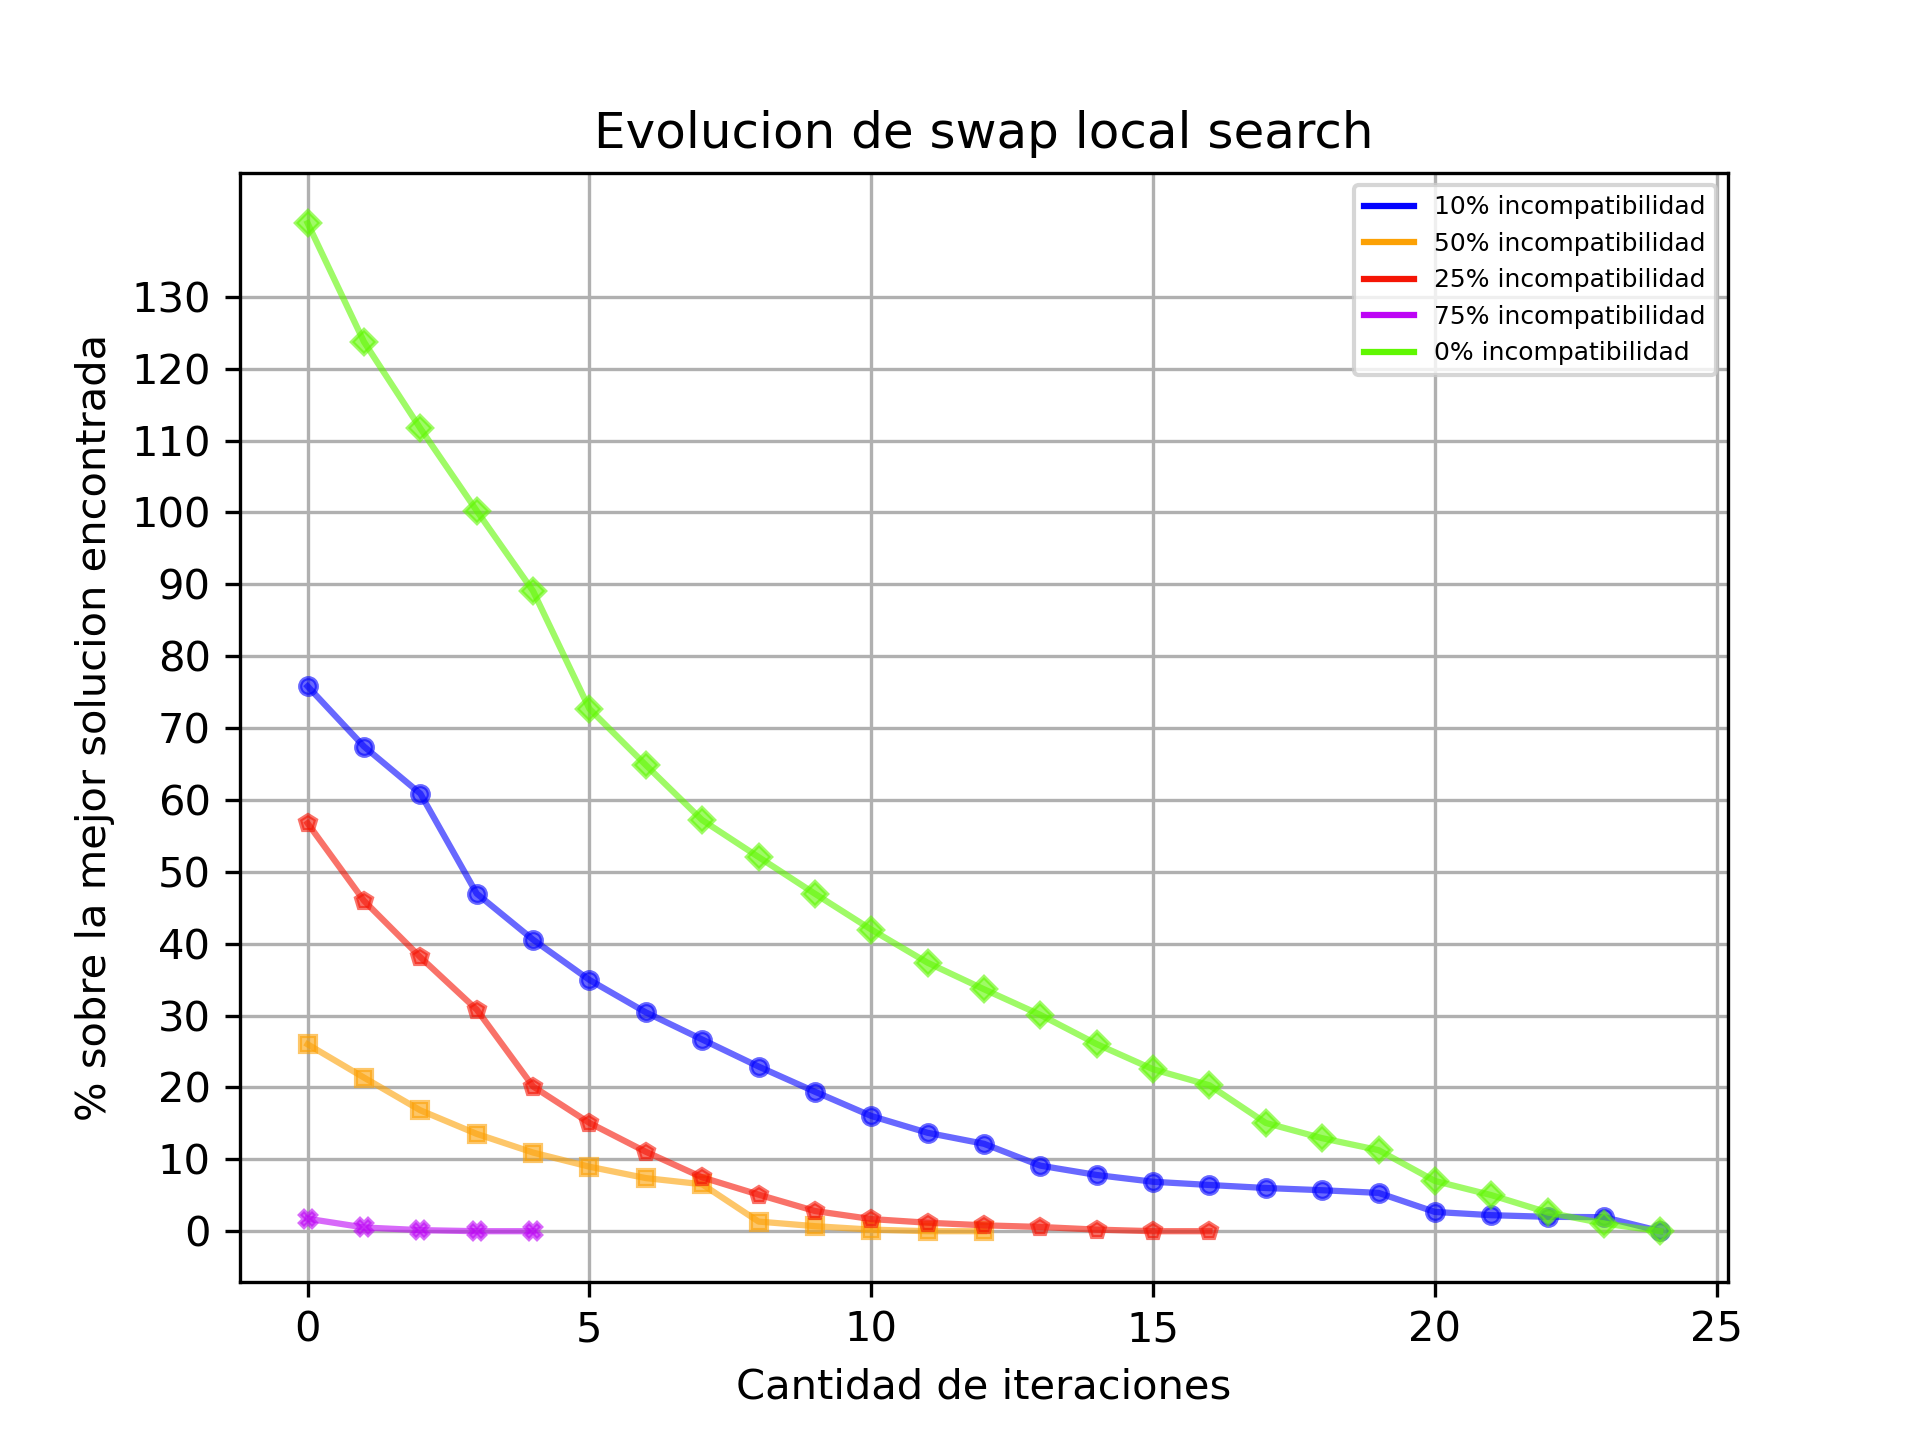 Evolucion de swap local search
10% incompatibilidad
50% incompatibilidad
25% incompatibilidad
75% incompatibilidad
0% incompatibilidad
% sobre la mejor solucion encontrada
130
120
110
100
90
80
70
60
50
40
30
20
10
0
0 5 10 15 20 25
Cantidad de iteraciones